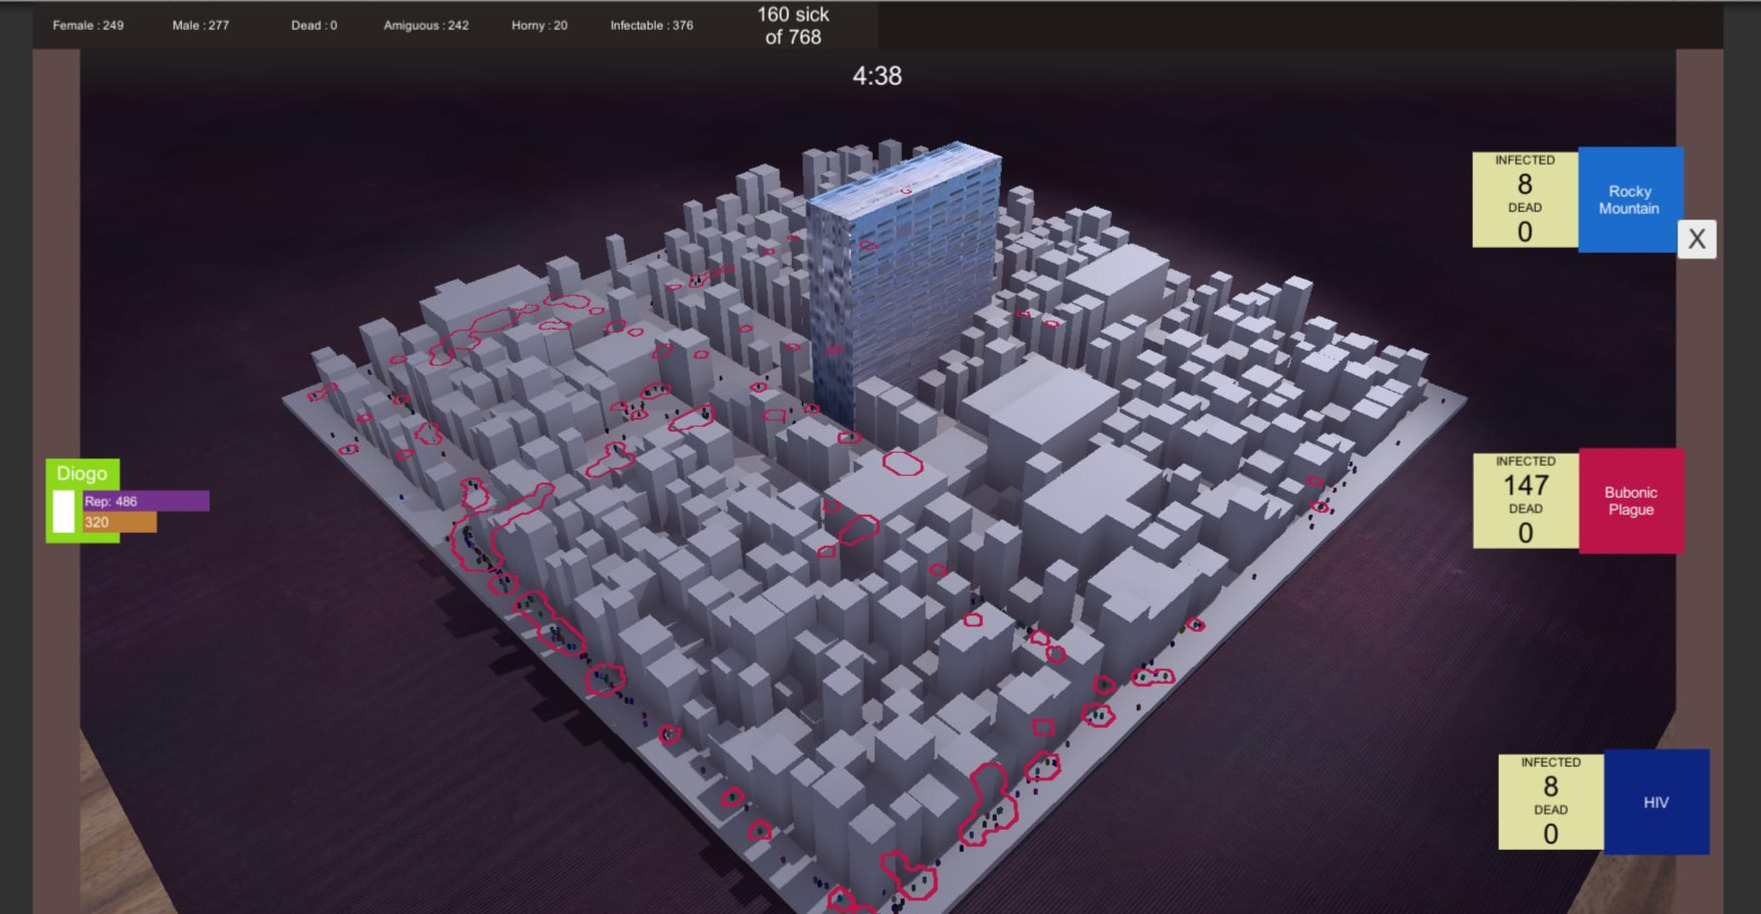 Female : 249
Male : 277
Dead : 0
Amiguous : 242
Horny : 20
Infectable : 376
160 sick
of 768
4:38
INFECTED
8
DEAD
0
Rocky
Mountain
X
Diogo
Rep: 486
320
INFECTED
147
DEAD
0
Bubonic
Plague
INFECTED
8
DEAD
0
HIV